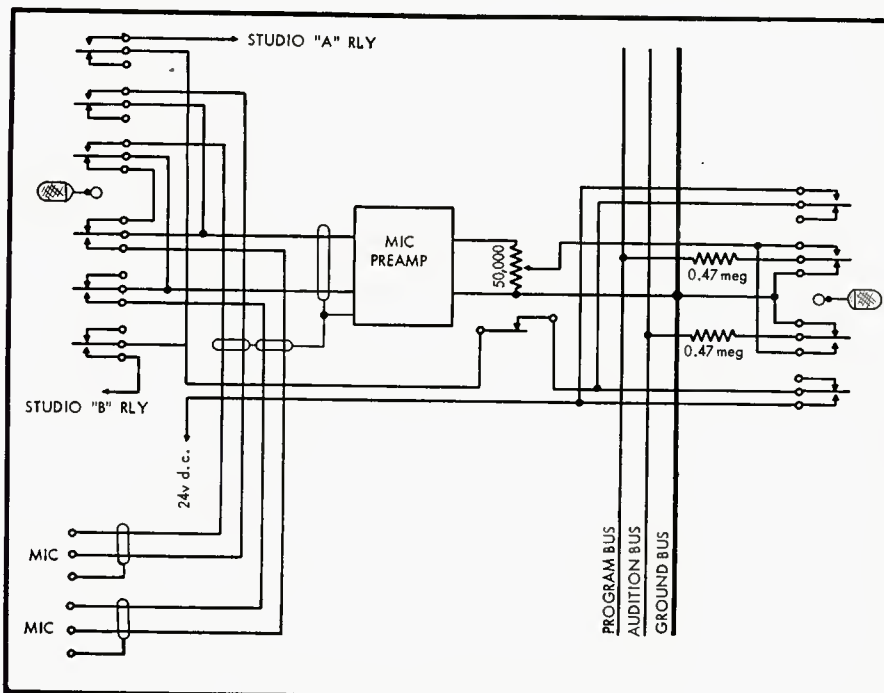 STUDIO "A" RLY
MIC
PREAMP
50,000
0.47 meg
0.47 meg
STUDIO "B" RLY
24v d.c.
MIC
MIC
PROGRAM BUS
AUDITION BUS
GROUND BUS